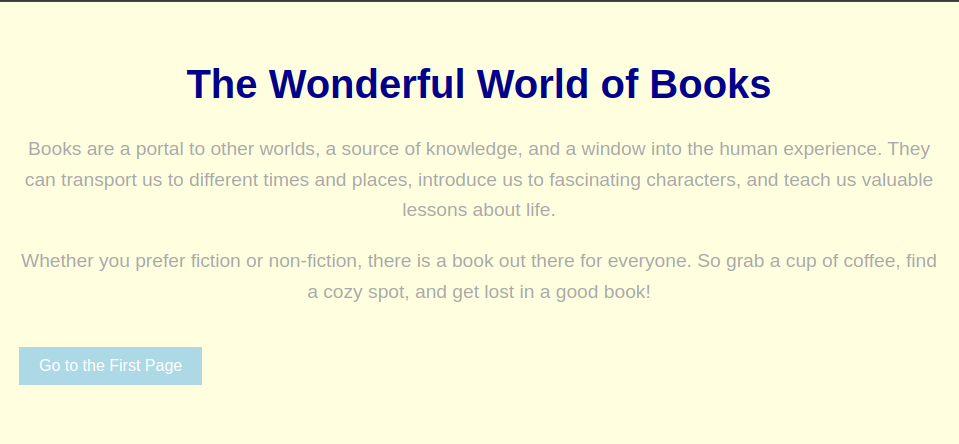 The Wonderful World of Books
Books are a portal to other worlds, a source of knowledge, and a window into the human experience. They
can transport us to different times and places, introduce us to fascinating characters, and teach us valuable
lessons about life.
Whether you prefer fiction or non-fiction, there is a book out there for everyone. So grab a cup of coffee, find
a cozy spot, and get lost in a good book!
Go to the First Page